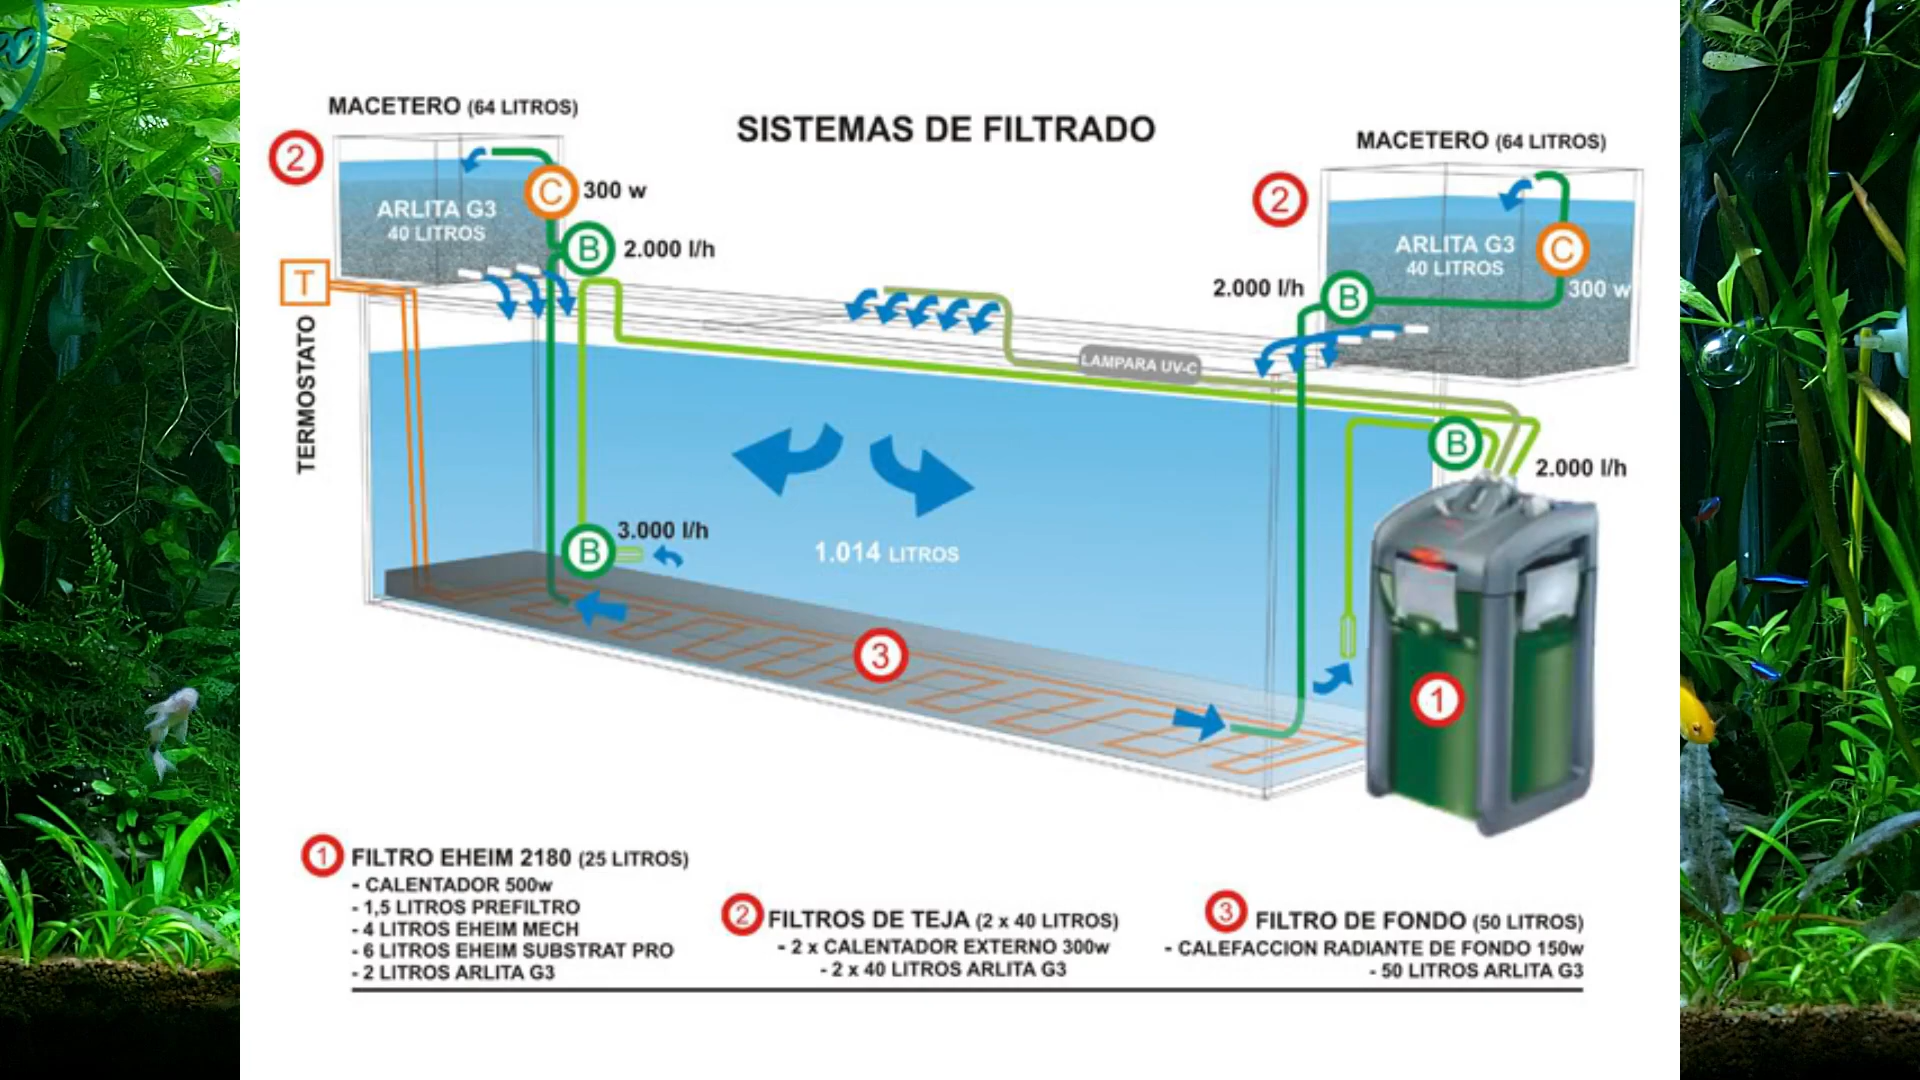 MACETERO (64 LITROS)
SISTEMAS DE FILTRADO
MACETERO (64 LITROS)
2
C
300 w
2
ARLITA G3
40 LITROS
B
2.000 l/h
ARLITA G3
40 LITROS
C
300 w
T
2.000 l/h
B
TERMOSTATO
LAMPARA UV-C
B
2.000 l/h
3.000 l/h
B
1.014 LITROS
3
1
1 FILTRO EHEIM 2180 (25 LITROS)
- CALENTADOR 500w
- 1,5 LITROS PREFILTRO
- 4 LITROS EHEIM MECH
- 6 LITROS EHEIM SUBSTRAT PRO
- 2 LITROS ARLITA G3
2 FILTROS DE TEJA (2 x 40 LITROS)
- 2 x CALENTADOR EXTERNO 300w
- 2 x 40 LITROS ARLITA G3
3 FILTRO DE FONDO (50 LITROS)
- CALEFACCION RADIANTE DE FONDO 150w
- 50 LITROS ARLITA G3